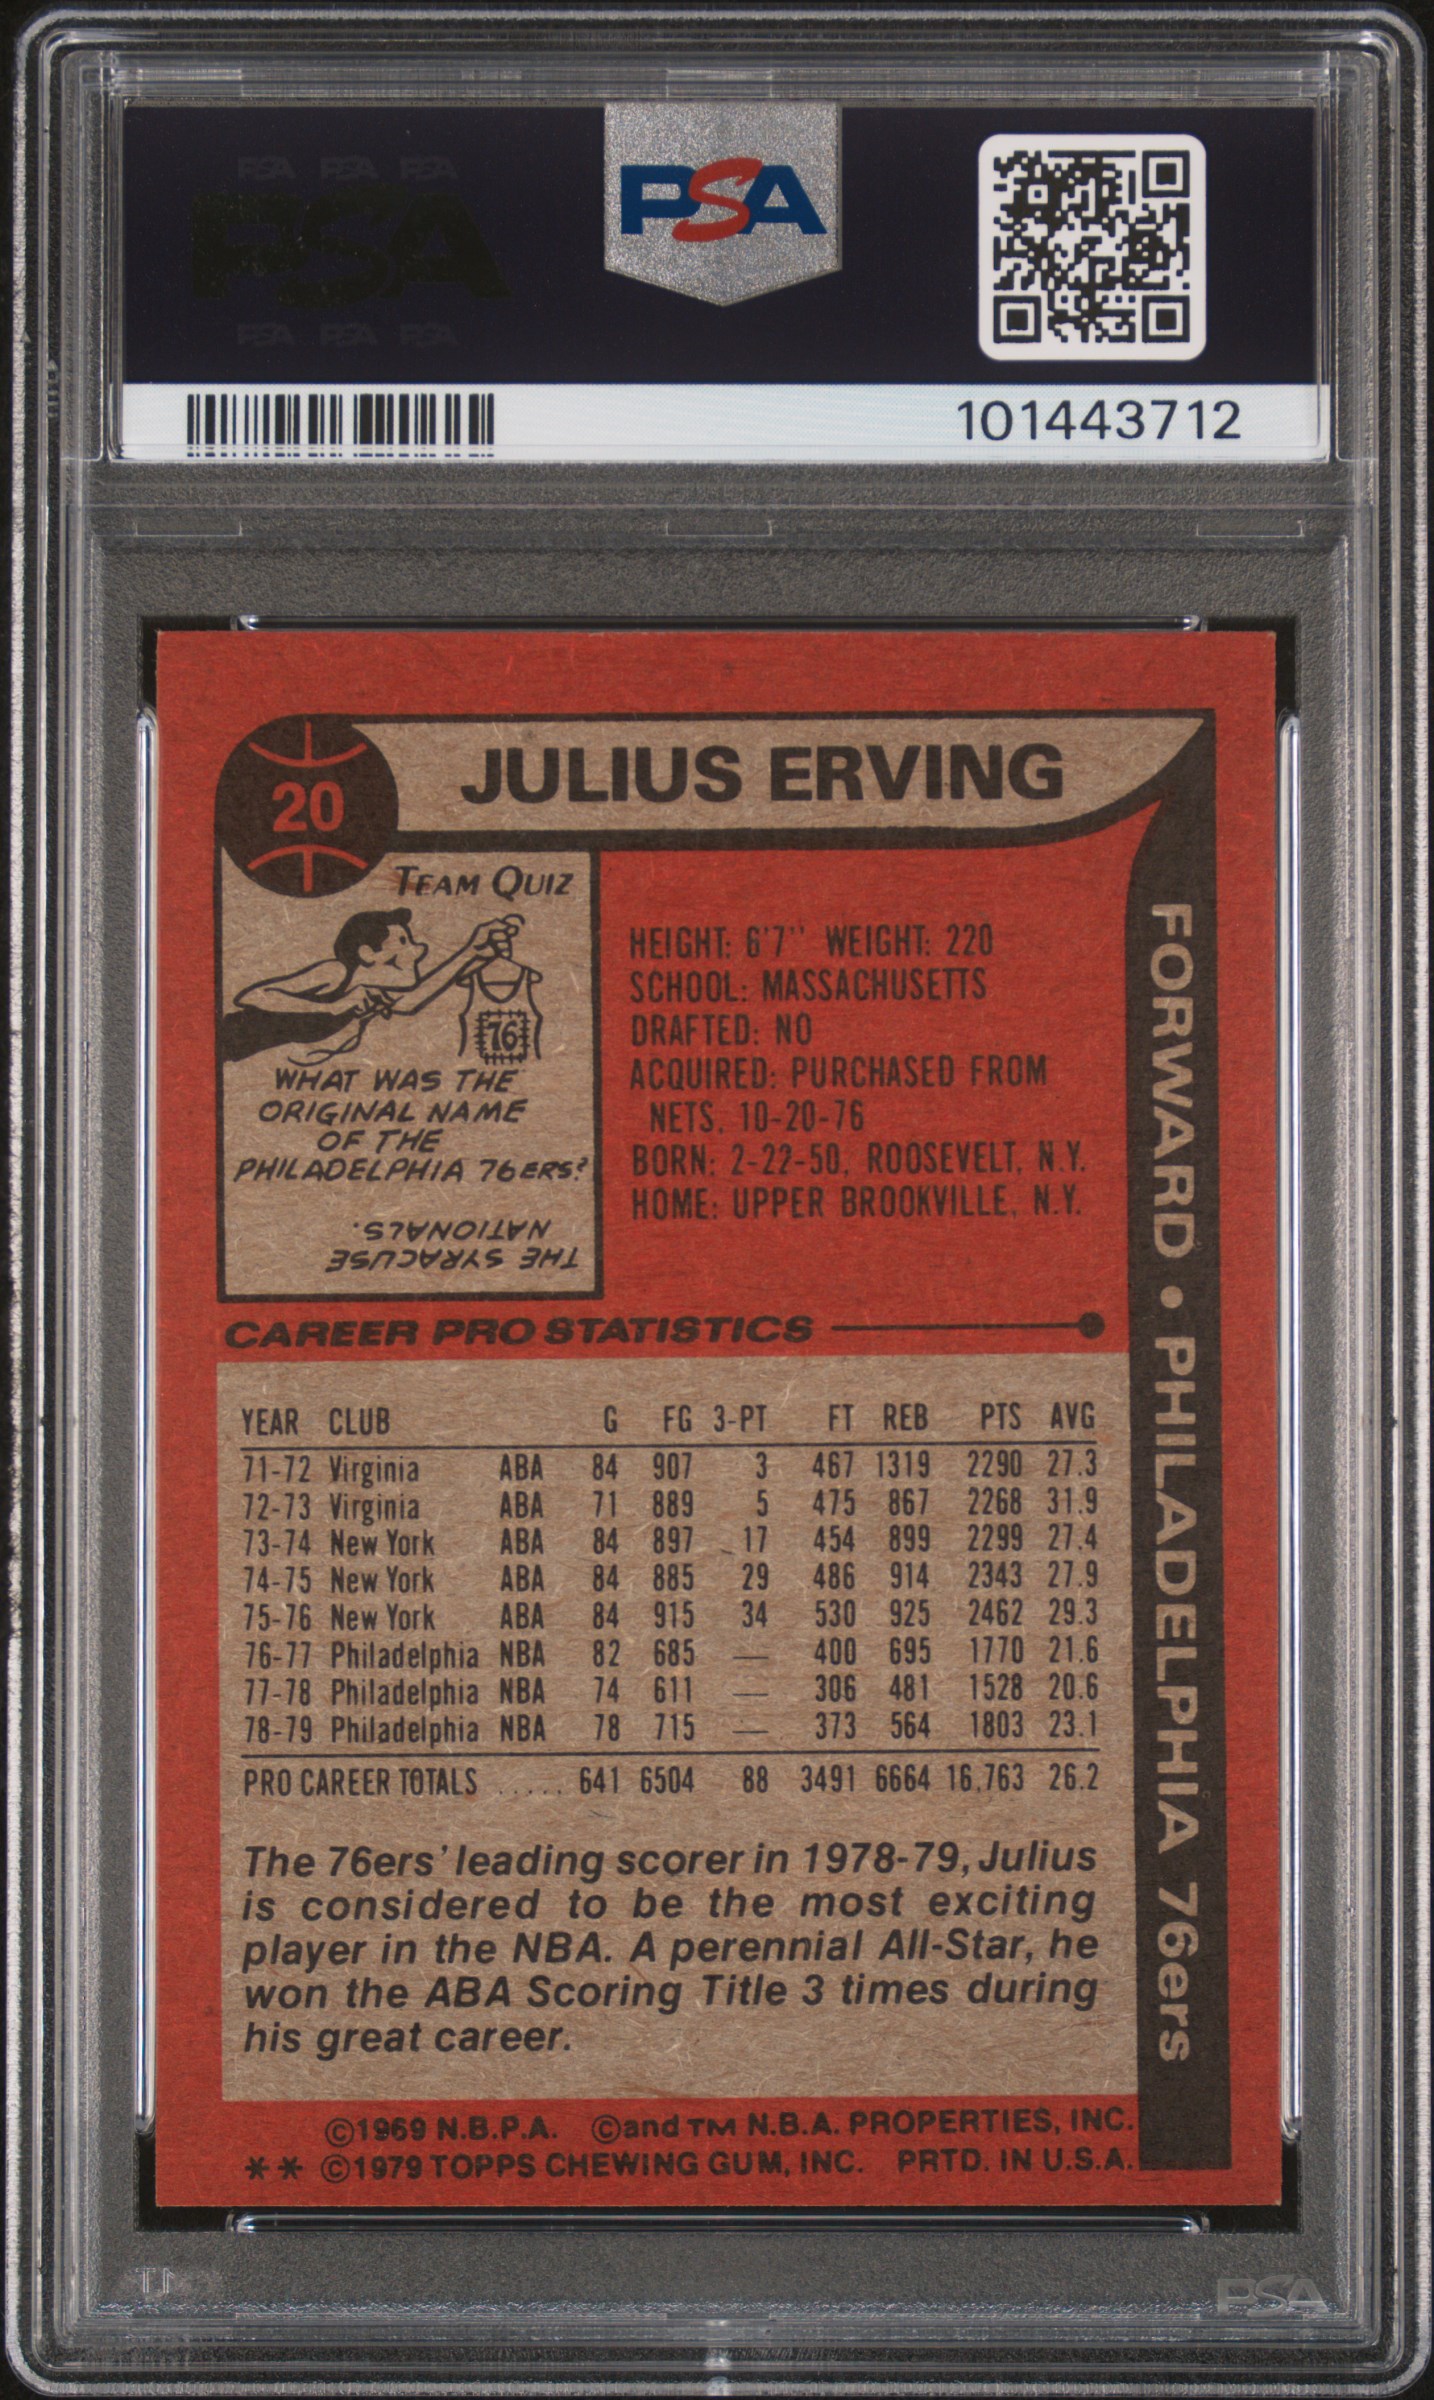 PSA PSA PSA
PSA
PSA PSA PSA
PSA
101443712
20
JULIUS ERVING
TEAM QUIZ
76
WHAT WAS THE
ORIGINAL NAME
OF THE
PHILADELPHIA 76ERS?
THE SYRACUSE
NATIONALS.
HEIGHT: 6'7" WEIGHT: 220
SCHOOL: MASSACHUSETTS
DRAFTED: NO
ACQUIRED: PURCHASED FROM
NETS, 10-20-76
BORN: 2-22-50, ROOSEVELT, N.Y.
HOME: UPPER BROOKVILLE, N.Y.
FORWARD • PHILADELPHIA 76ers
CAREER PRO STATISTICS
YEAR CLUB G FG 3-PT FT REB PTS AVG
71-72 Virginia ABA 84 907 3 467 1319 2290 27.3
72-73 Virginia ABA 71 889 5 475 867 2268 31.9
73-74 New York ABA 84 897 17 454 899 2299 27.4
74-75 New York ABA 84 885 29 486 914 2343 27.9
75-76 New York ABA 84 915 34 530 925 2462 29.3
76-77 Philadelphia NBA 82 685 — 400 695 1770 21.6
77-78 Philadelphia NBA 74 611 — 306 481 1528 20.6
78-79 Philadelphia NBA 78 715 — 373 564 1803 23.1
PRO CAREER TOTALS ..... 641 6504 88 3491 6664 16,763 26.2
The 76ers' leading scorer in 1978-79, Julius
is considered to be the most exciting
player in the NBA. A perennial All-Star, he
won the ABA Scoring Title 3 times during
his great career.
©1969 N.B.P.A. ©and TM N.B.A. PROPERTIES, INC.
** ©1979 TOPPS CHEWING GUM, INC. PRTD. IN U.S.A.
PSA